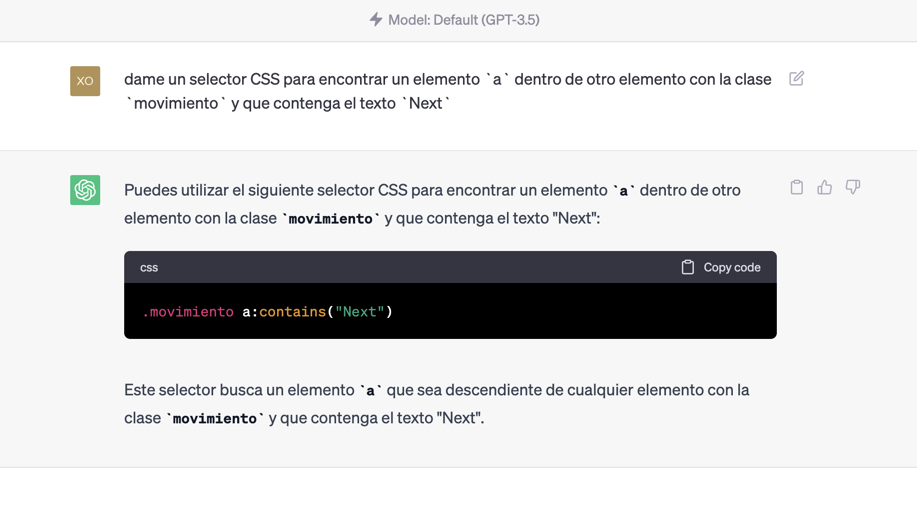 Model: Default (GPT-3.5)
XO
dame un selector CSS para encontrar un elemento `a` dentro de otro elemento con la clase
`movimiento` y que contenga el texto `Next`
Puedes utilizar el siguiente selector CSS para encontrar un elemento `a` dentro de otro
elemento con la clase `movimiento` y que contenga el texto "Next":
css Copy code
.movimiento a:contains("Next")
Este selector busca un elemento `a` que sea descendiente de cualquier elemento con la
clase `movimiento` y que contenga el texto "Next".